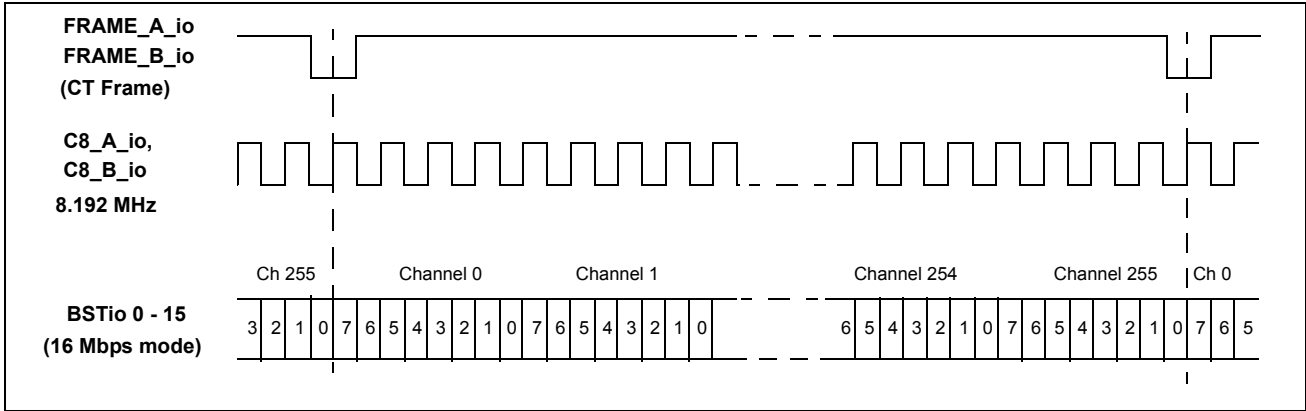 FRAME_A_io
FRAME_B_io
(CT Frame)
C8_A_io,
C8_B_io
8.192 MHz
Ch 255 Channel 0 Channel 1 Channel 254 Channel 255 Ch 0
BSTio 0 - 15
(16 Mbps mode)
3 2 1 0 7 6 5 4 3 2 1 0 7 6 5 4 3 2 1 0 6 5 4 3 2 1 0 7 6 5 4 3 2 1 0 7 6 5